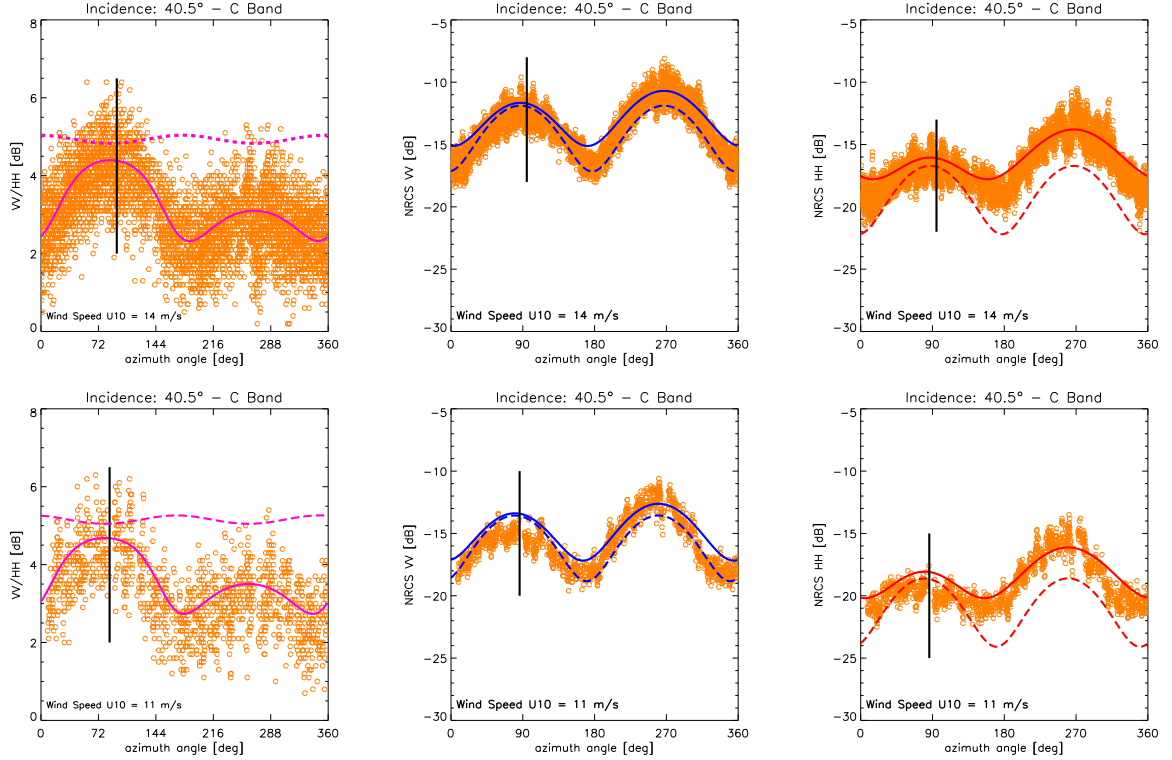 Incidence: 40.5° − C Band
8
6
4
2
0
VV/HH [dB]
Wind Speed U10 = 14 m/s
0 72 144 216 288 360
azimuth angle [deg]
Incidence: 40.5° − C Band
−5
−10
−15
−20
−25
−30
NRCS VV [dB]
Wind Speed U10 = 14 m/s
0 90 180 270 360
azimuth angle [deg]
Incidence: 40.5° − C Band
−5
−10
−15
−20
−25
−30
NRCS HH [dB]
Wind Speed U10 = 14 m/s
0 90 180 270 360
azimuth angle [deg]
Incidence: 40.5° − C Band
8
6
4
2
0
VV/HH [dB]
Wind Speed U10 = 11 m/s
0 72 144 216 288 360
azimuth angle [deg]
Incidence: 40.5° − C Band
−5
−10
−15
−20
−25
−30
NRCS VV [dB]
Wind Speed U10 = 11 m/s
0 90 180 270 360
azimuth angle [deg]
Incidence: 40.5° − C Band
−5
−10
−15
−20
−25
−30
NRCS HH [dB]
Wind Speed U10 = 11 m/s
0 90 180 270 360
azimuth angle [deg]